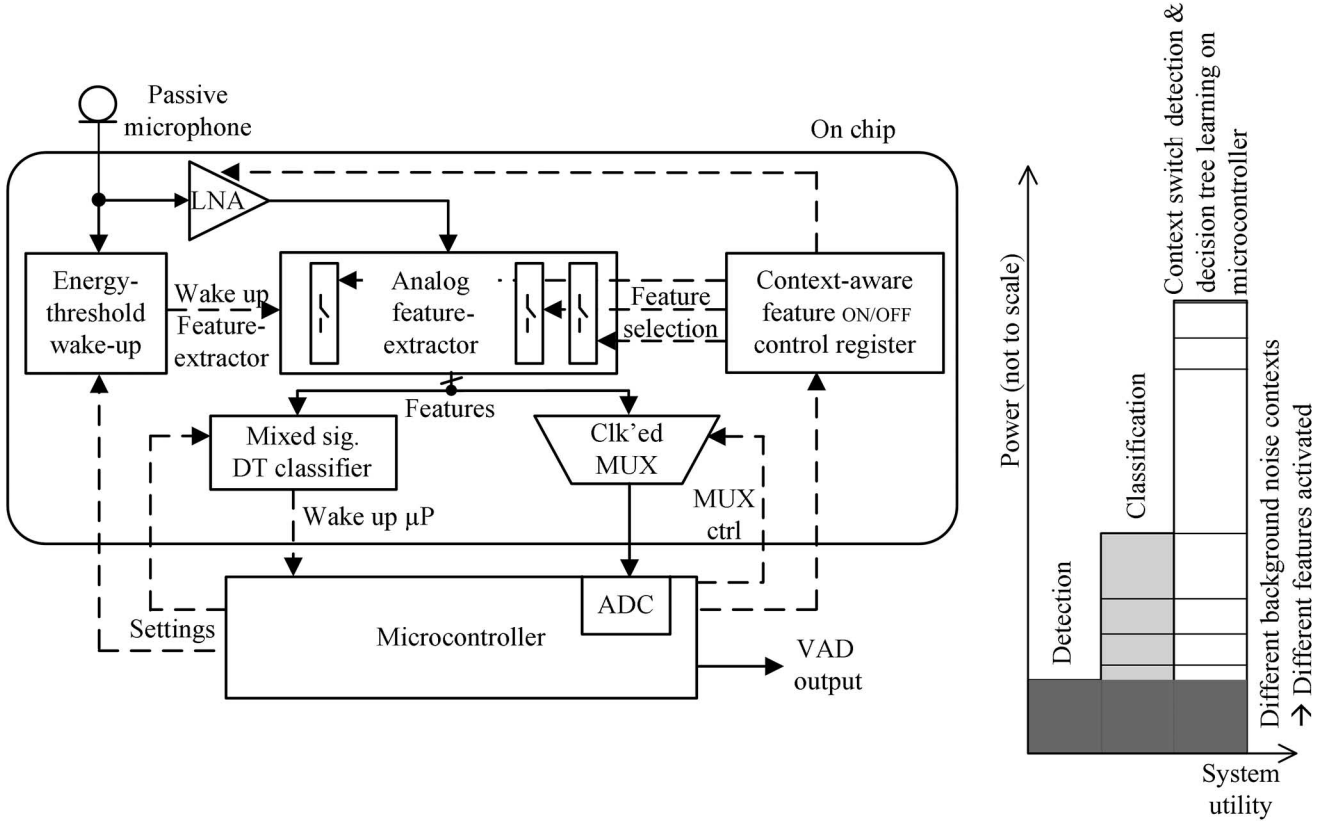 Passive
microphone
On chip
LNA
Energy-
threshold
wake-up
Wake up
Feature-
extractor
Analog
feature-
extractor
Feature
selection
Context-aware
feature ON/OFF
control register
Features
Mixed sig.
DT classifier
Clk'ed
MUX
Wake up µP
MUX
ctrl
Settings
Microcontroller
ADC
VAD
output
Power (not to scale)
Detection
Classification
Context switch detection &
decision tree learning on
microcontroller
Different background noise contexts
→ Different features activated
System
utility